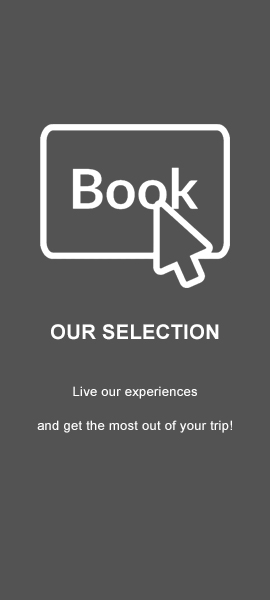 Book
OUR SELECTION
Live our experiences
and get the most out of your trip!